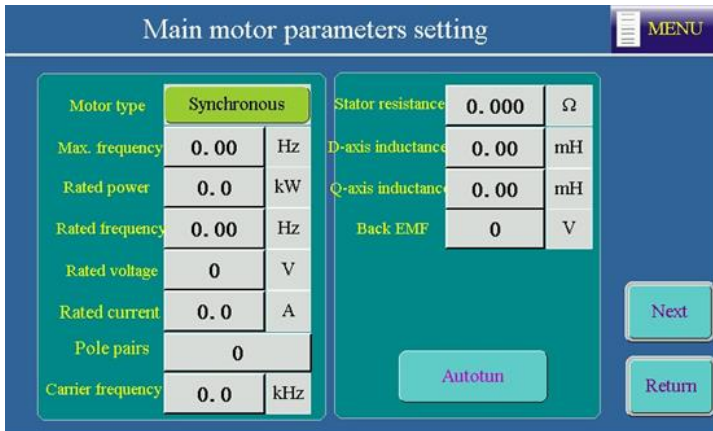 Main motor parameters setting
MENU
Motor type Synchronous
Max. frequency 0.00 Hz
Rated power 0.0 kW
Rated frequency 0.00 Hz
Rated voltage 0 V
Rated current 0.0 A
Pole pairs 0
Carrier frequency 0.0 kHz
Stator resistance 0.000 Ω
D-axis inductance 0.00 mH
Q-axis inductance 0.00 mH
Back EMF 0 V
Autotun
Next
Return